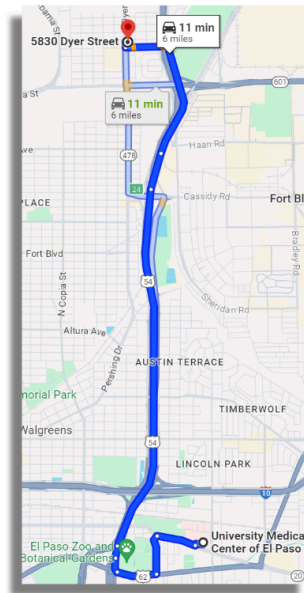 Dyer
11 min
6 miles
5830 Dyer Street
601
11 min
6 miles
Haan Rd
478
24
Cassidy Rd
PLACE
Fort Bl
Fort Blvd
54
Bradley Rd
N Copia St
Sheridan Rd
Altura Ave
Pershing Dr
AUSTIN TERRACE
morial Park
TIMBERWOLF
Walgreens
54
LINCOLN PARK
10
University Medica
Center of El Paso
El Paso Zoo and
Botanical Gardens
62